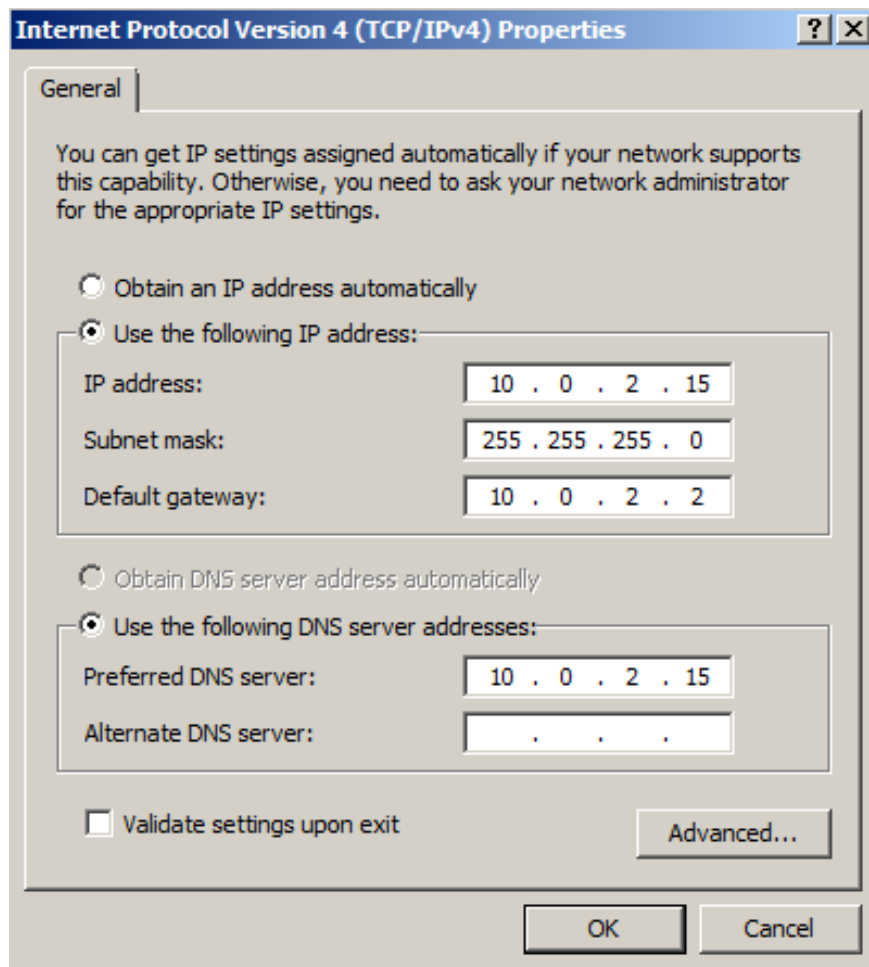 Internet Protocol Version 4 (TCP/IPv4) Properties
General
You can get IP settings assigned automatically if your network supports
this capability. Otherwise, you need to ask your network administrator
for the appropriate IP settings.
Obtain an IP address automatically
Use the following IP address:
IP address: 10 . 0 . 2 . 15
Subnet mask: 255 . 255 . 255 . 0
Default gateway: 10 . 0 . 2 . 2
Obtain DNS server address automatically
Use the following DNS server addresses:
Preferred DNS server: 10 . 0 . 2 . 15
Alternate DNS server: . . .
Validate settings upon exit
Advanced...
OK Cancel